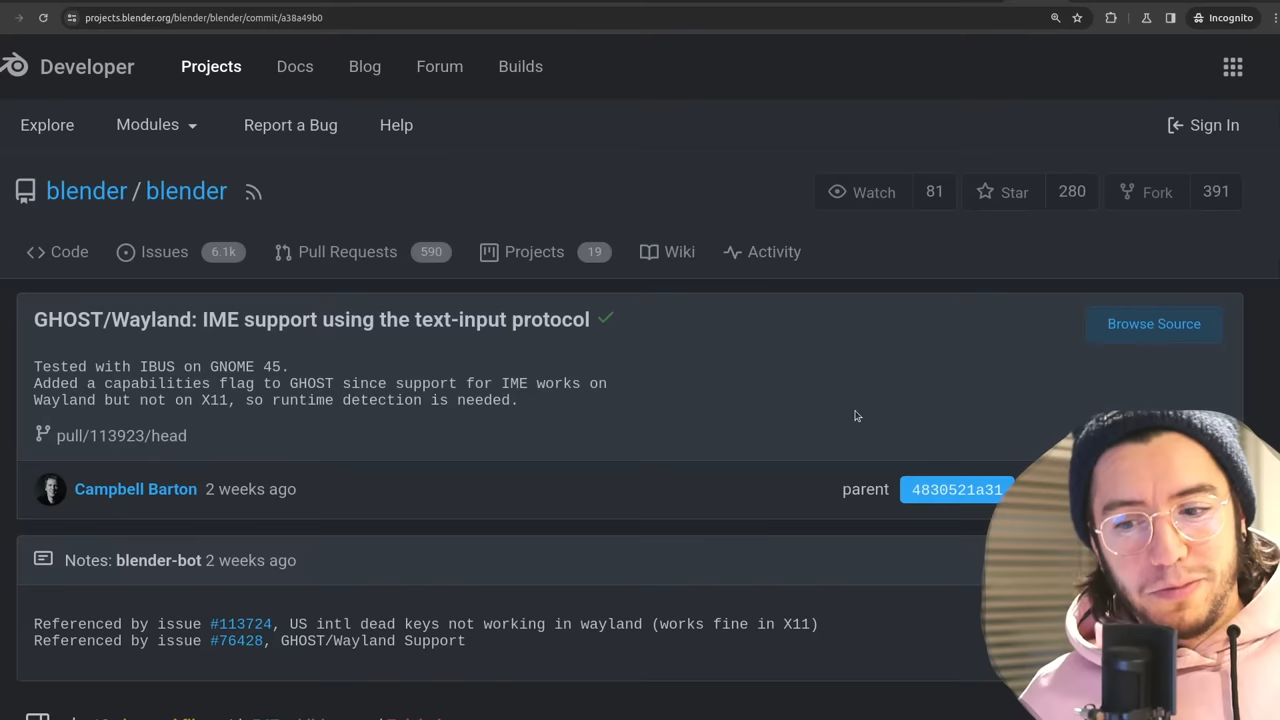 projects.blender.org/blender/blender/commit/a38a49b0
Incognito
Developer
Projects
Docs
Blog
Forum
Builds
Explore
Modules
Report a Bug
Help
Sign In
blender / blender
Watch 81
Star 280
Fork 391
Code
Issues 6.1k
Pull Requests 590
Projects 19
Wiki
Activity
GHOST/Wayland: IME support using the text-input protocol
Browse Source
Tested with IBUS on GNOME 45.
Added a capabilities flag to GHOST since support for IME works on
Wayland but not on X11, so runtime detection is needed.
pull/113923/head
Campbell Barton 2 weeks ago
parent 4830521a31
Notes: blender-bot 2 weeks ago
Referenced by issue #113724, US intl dead keys not working in wayland (works fine in X11)
Referenced by issue #76428, GHOST/Wayland Support